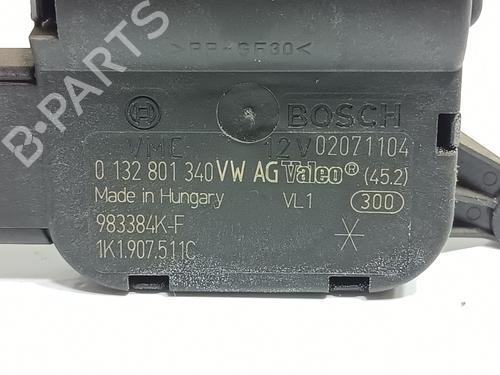 B-PARTS
>PP-GF30<
BOSCH
VME 12V 02071104
0 132 801 340 VW AG Valeo® (45.2)
Made in Hungary VL1 300
983384K-F
1K1.907.511C